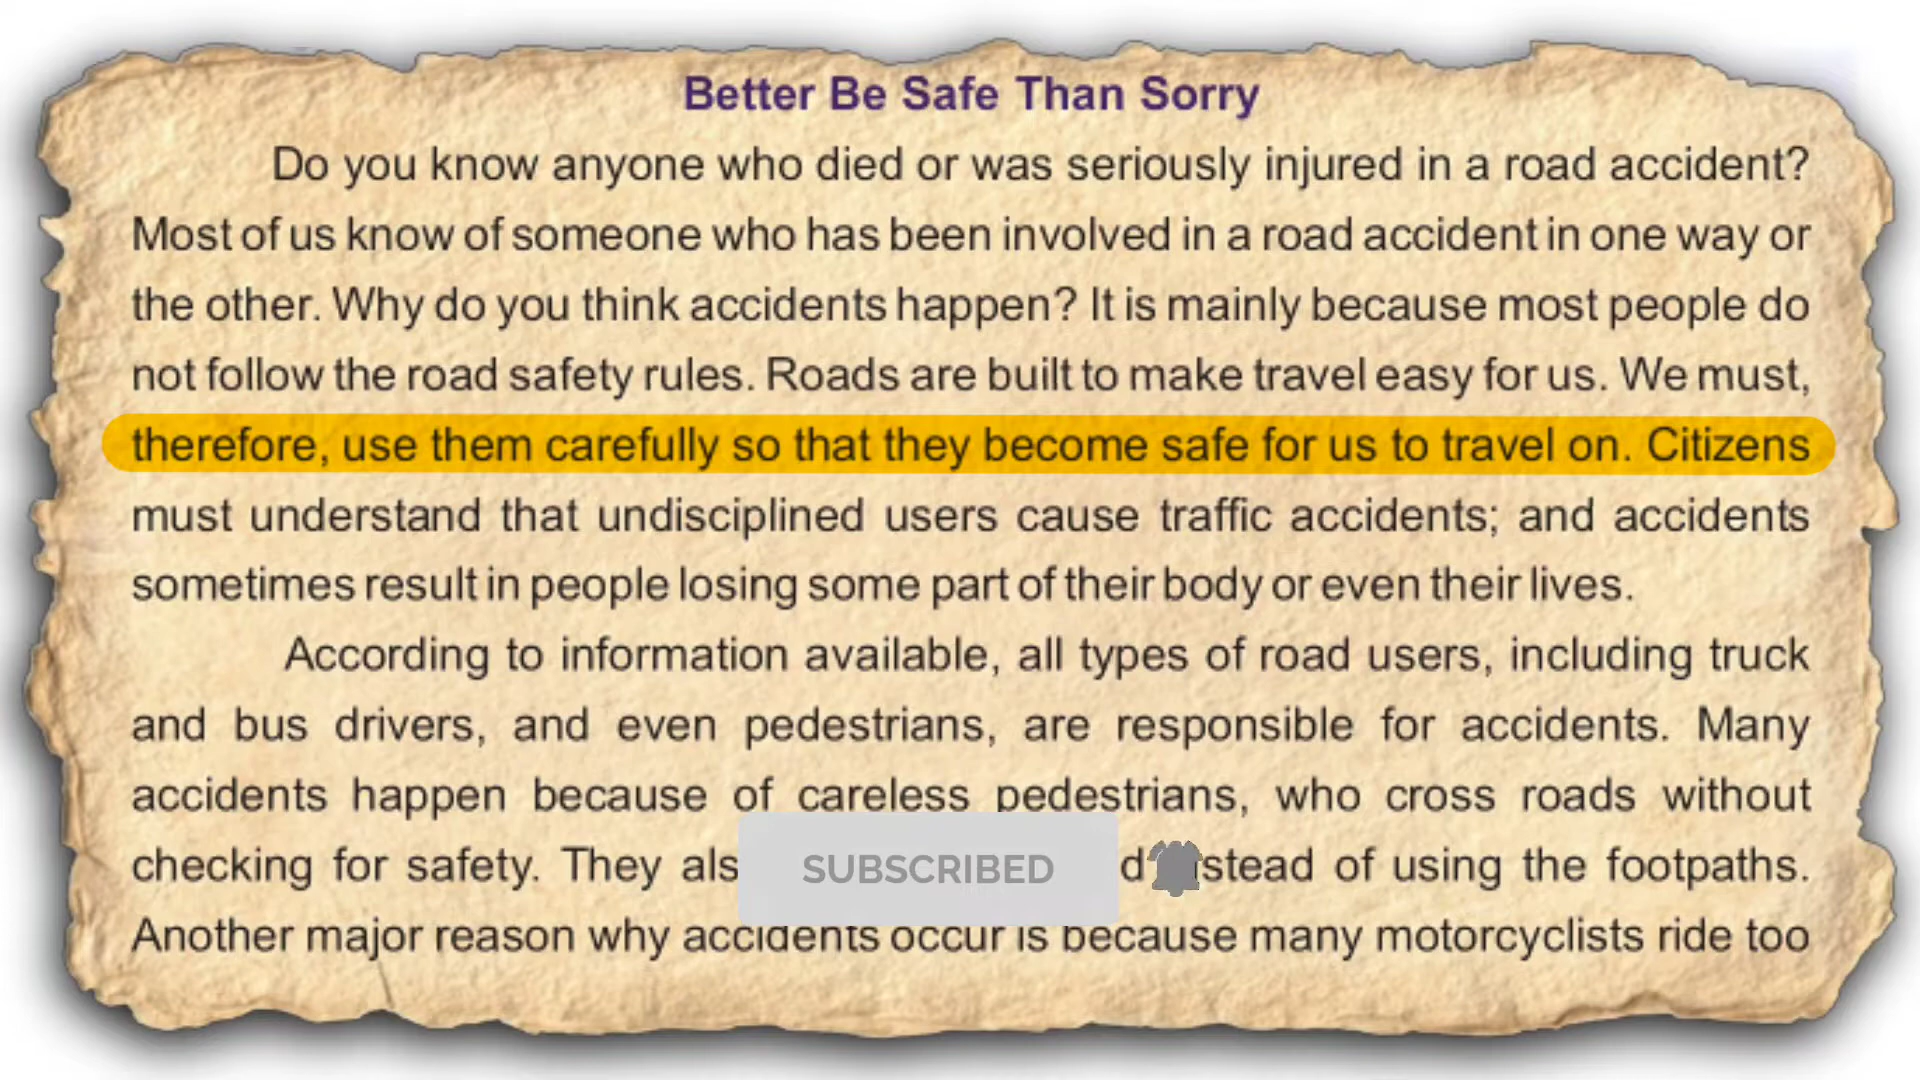 Better Be Safe Than Sorry
Do you know anyone who died or was seriously injured in a road accident?
Most of us know of someone who has been involved in a road accident in one way or
the other. Why do you think accidents happen? It is mainly because most people do
not follow the road safety rules. Roads are built to make travel easy for us. We must,
therefore, use them carefully so that they become safe for us to travel on. Citizens
must understand that undisciplined users cause traffic accidents; and accidents
sometimes result in people losing some part of their body or even their lives.
According to information available, all types of road users, including truck
and bus drivers, and even pedestrians, are responsible for accidents. Many
accidents happen because of careless pedestrians, who cross roads without
checking for safety. They of using the footpaths.
SUBSCRIBED
Another major reason why accidents occur is because many motorcyclists ride too